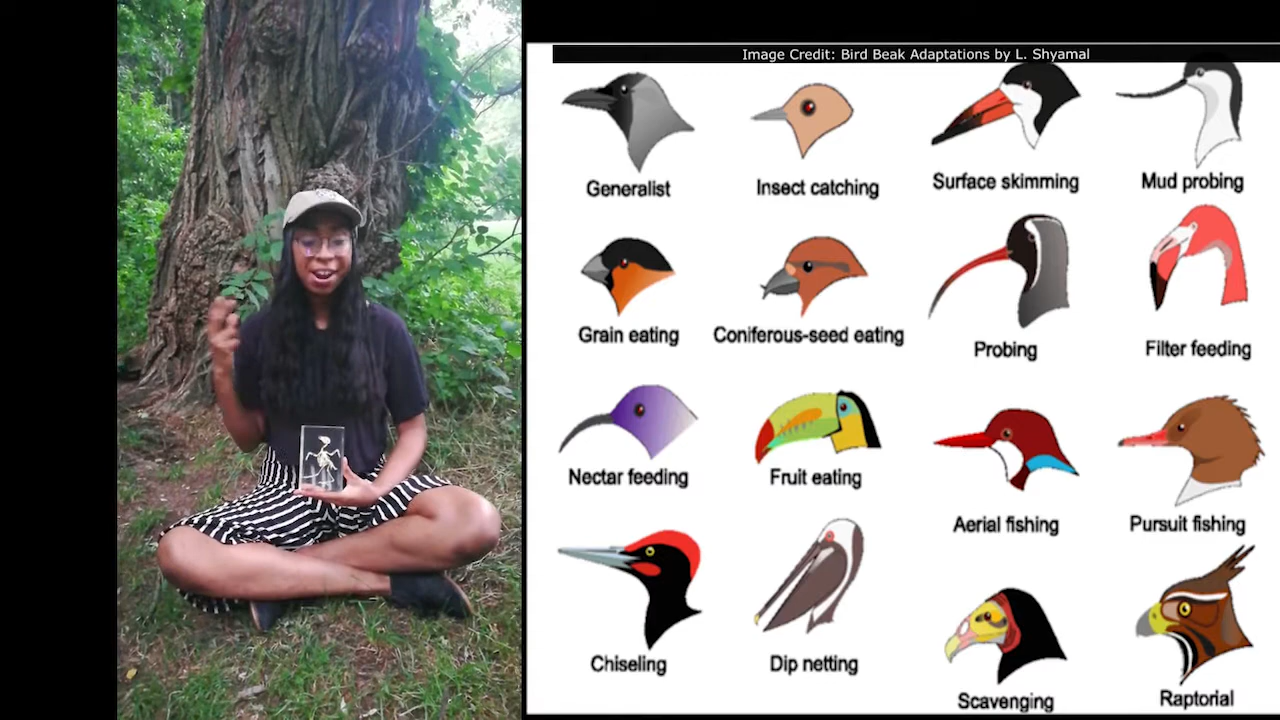 Image Credit: Bird Beak Adaptations by L. Shyamal
Generalist
Insect catching
Surface skimming
Mud probing
Grain eating
Coniferous-seed eating
Probing
Filter feeding
Nectar feeding
Fruit eating
Aerial fishing
Pursuit fishing
Chiseling
Dip netting
Scavenging
Raptorial